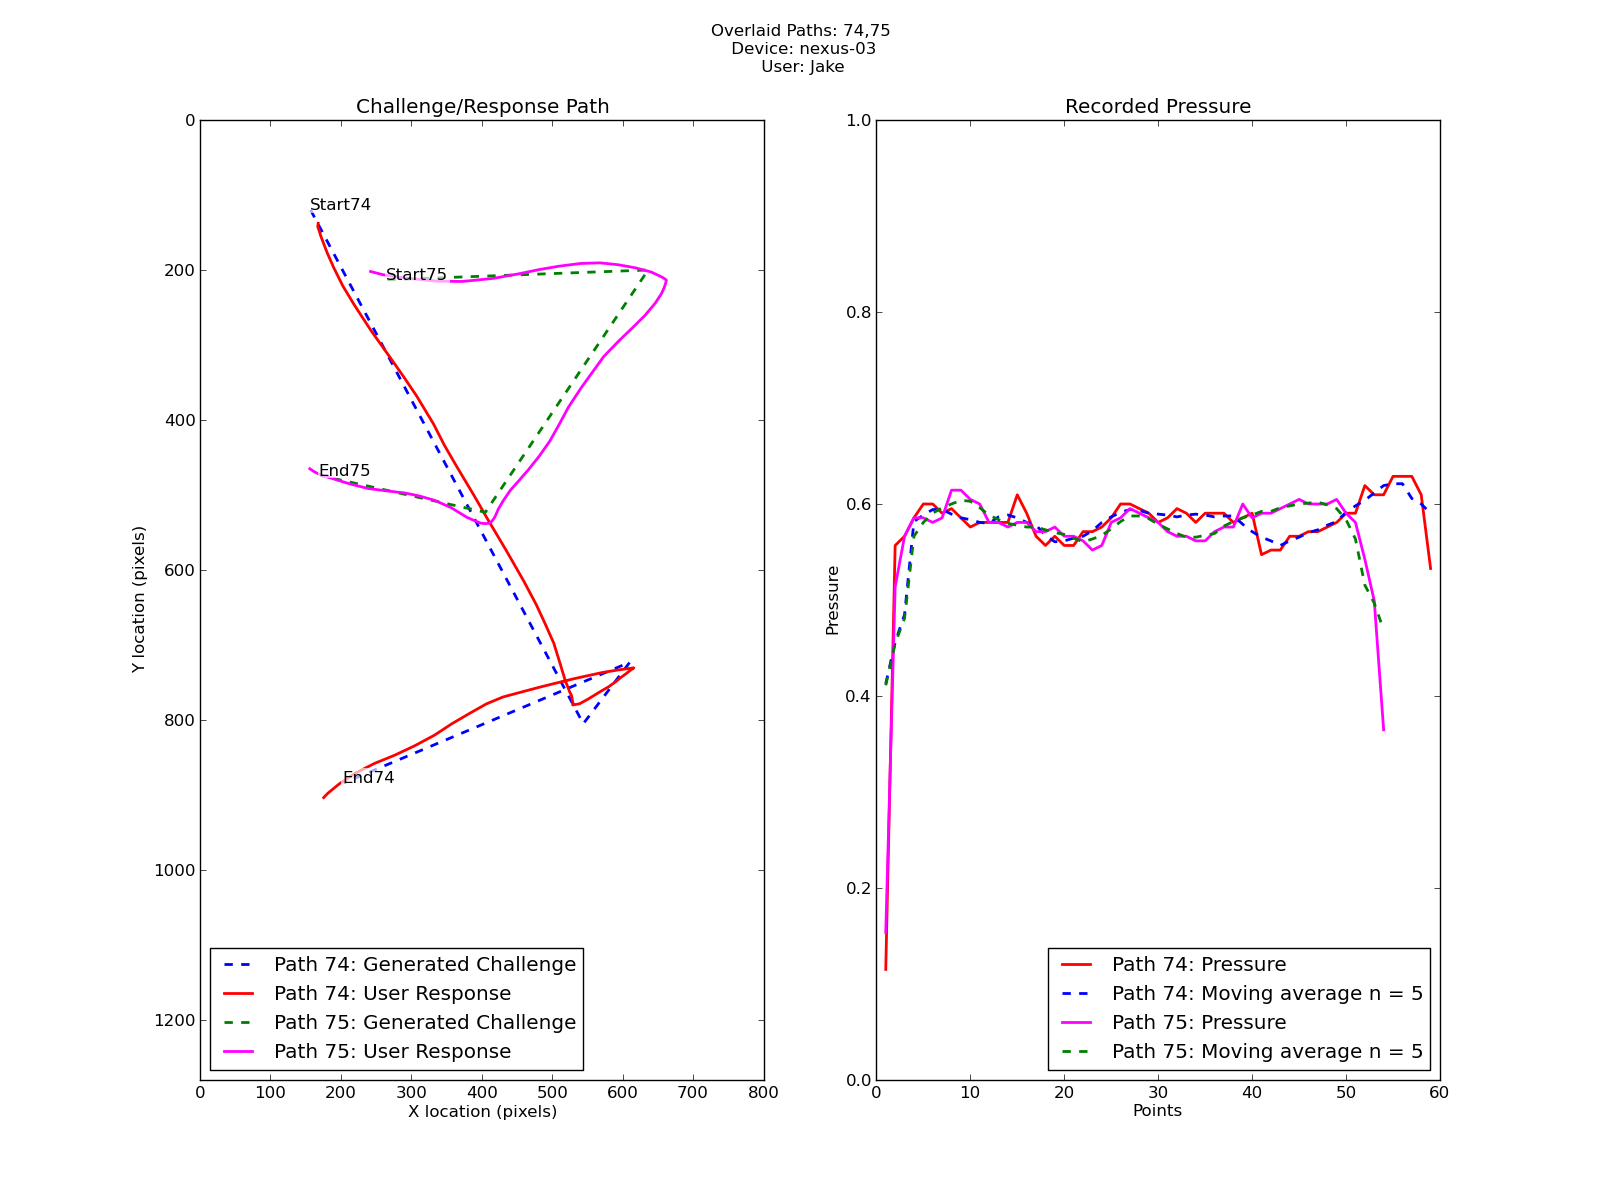 Overlaid Paths: 74,75
Device: nexus-03
User: Jake
Challenge/Response Path
0
200
400
600
800
1000
1200
Y location (pixels)
Start74
Start75
End75
End74
Path 74: Generated Challenge
Path 74: User Response
Path 75: Generated Challenge
Path 75: User Response
0 100 200 300 400 500 600 700 800
X location (pixels)
Recorded Pressure
1.0
0.8
0.6
0.4
0.2
0.0
Pressure
Path 74: Pressure
Path 74: Moving average n = 5
Path 75: Pressure
Path 75: Moving average n = 5
0 10 20 30 40 50 60
Points